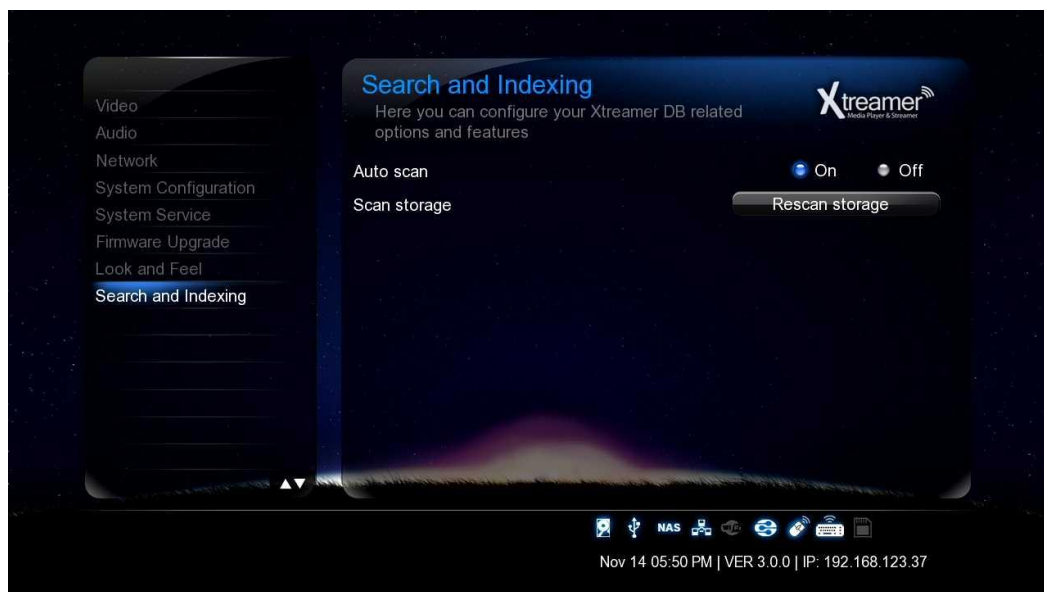 Video
Audio
Network
System Configuration
System Service
Firmware Upgrade
Look and Feel
Search and Indexing
Search and Indexing
Here you can configure your Xtreamer DB related
options and features
Xtreamer
Media Player & Streamer
Auto scan
On
Off
Scan storage
Rescan storage
NAS
Nov 14 05:50 PM | VER 3.0.0 | IP: 192.168.123.37